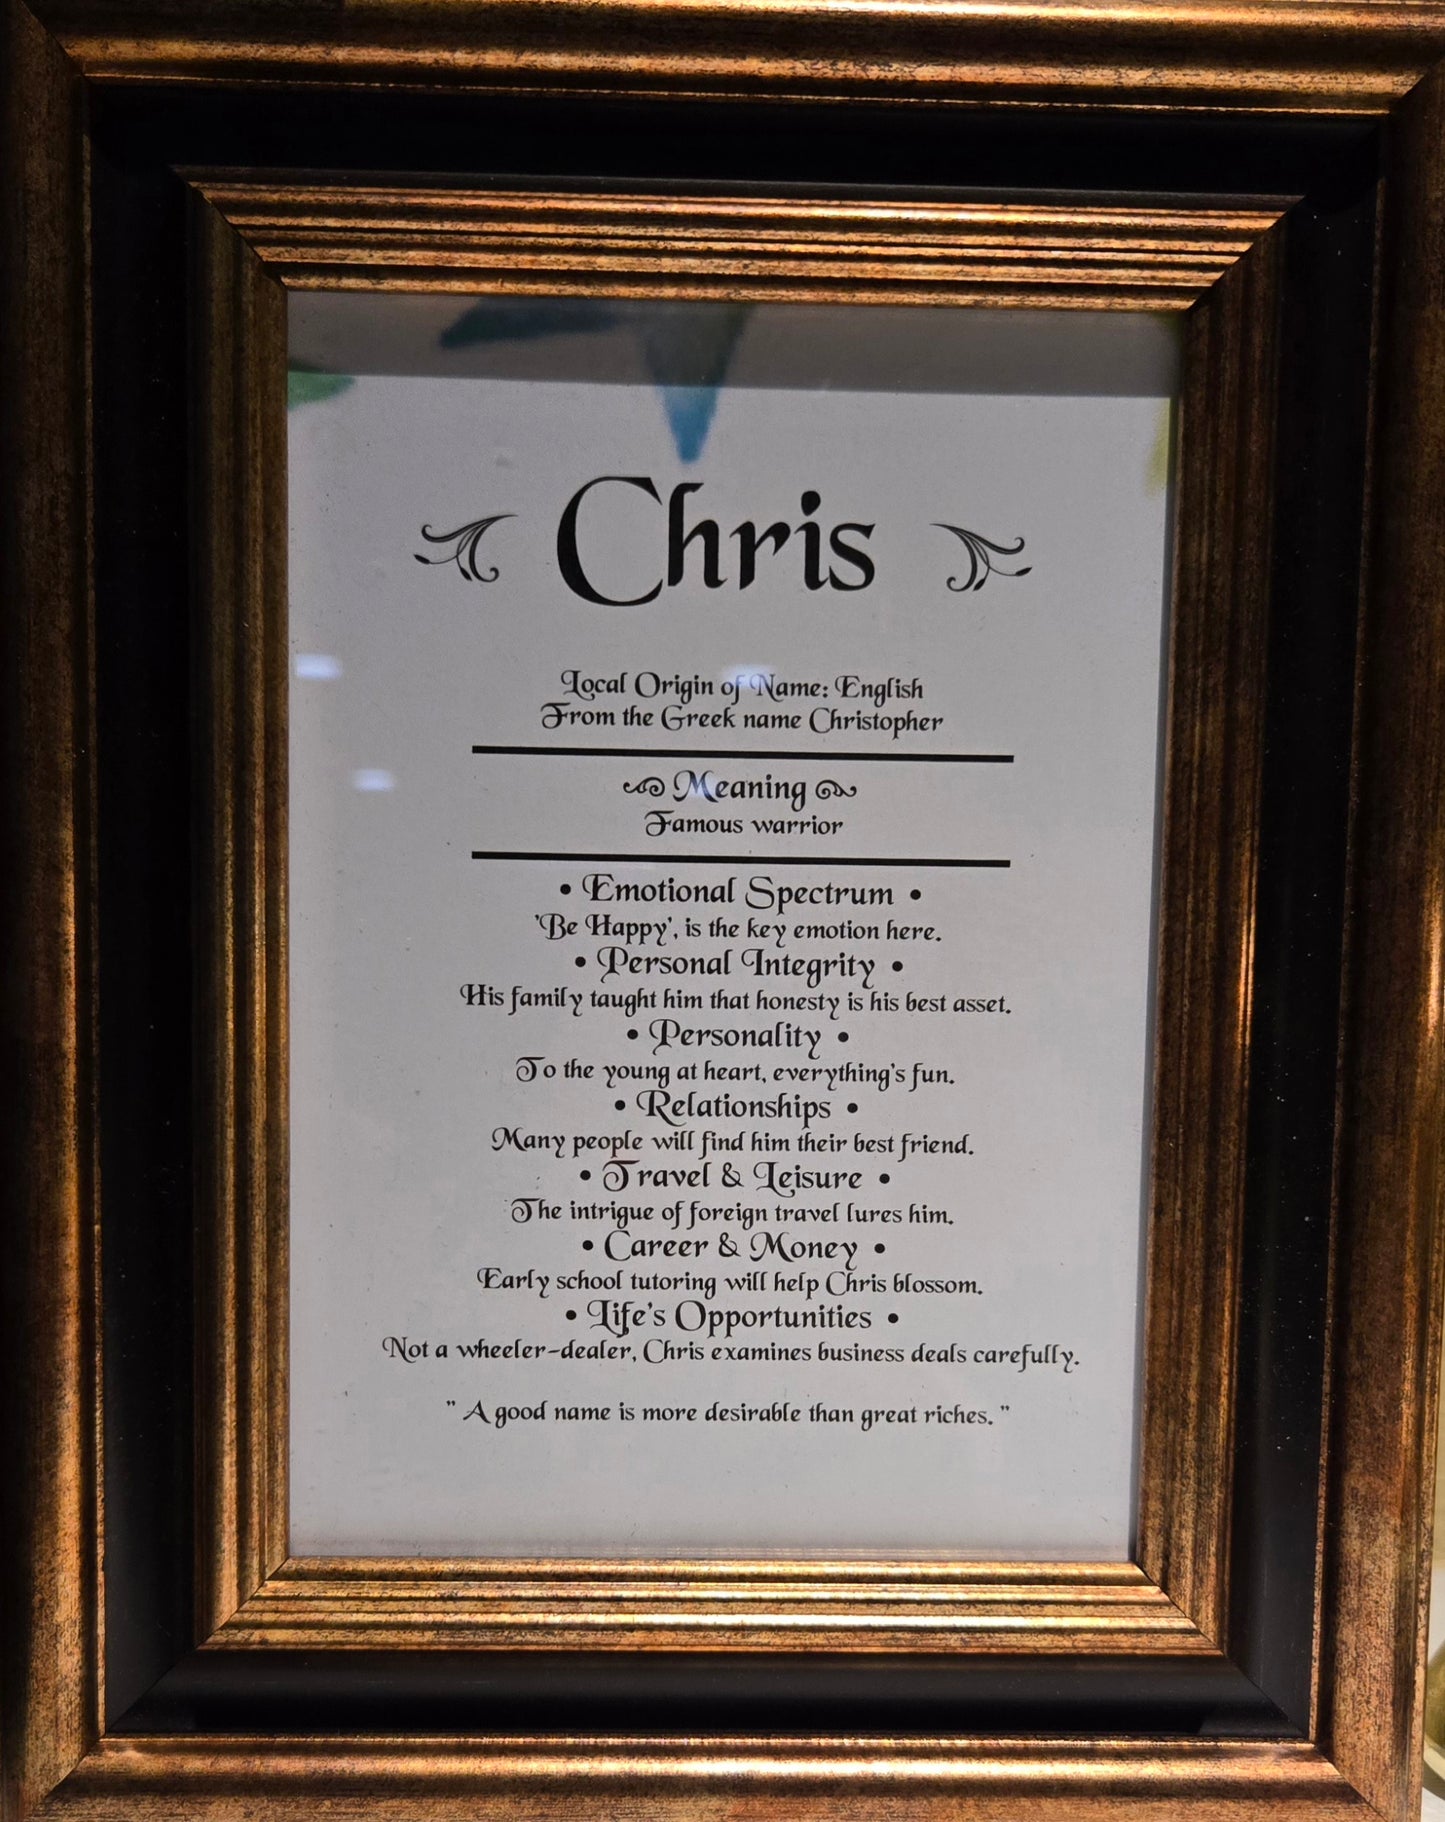 Chris
Local Origin of Name: English
From the Greek name Christopher
Meaning
Famous warrior
• Emotional Spectrum •
'Be Happy', is the key emotion here.
• Personal Integrity •
His family taught him that honesty is his best asset.
• Personality •
To the young at heart, everything's fun.
• Relationships •
Many people will find him their best friend.
• Travel & Leisure •
The intrigue of foreign travel lures him.
• Career & Money •
Early school tutoring will help Chris blossom.
• Life's Opportunities •
Not a wheeler-dealer, Chris examines business deals carefully.
" A good name is more desirable than great riches. "